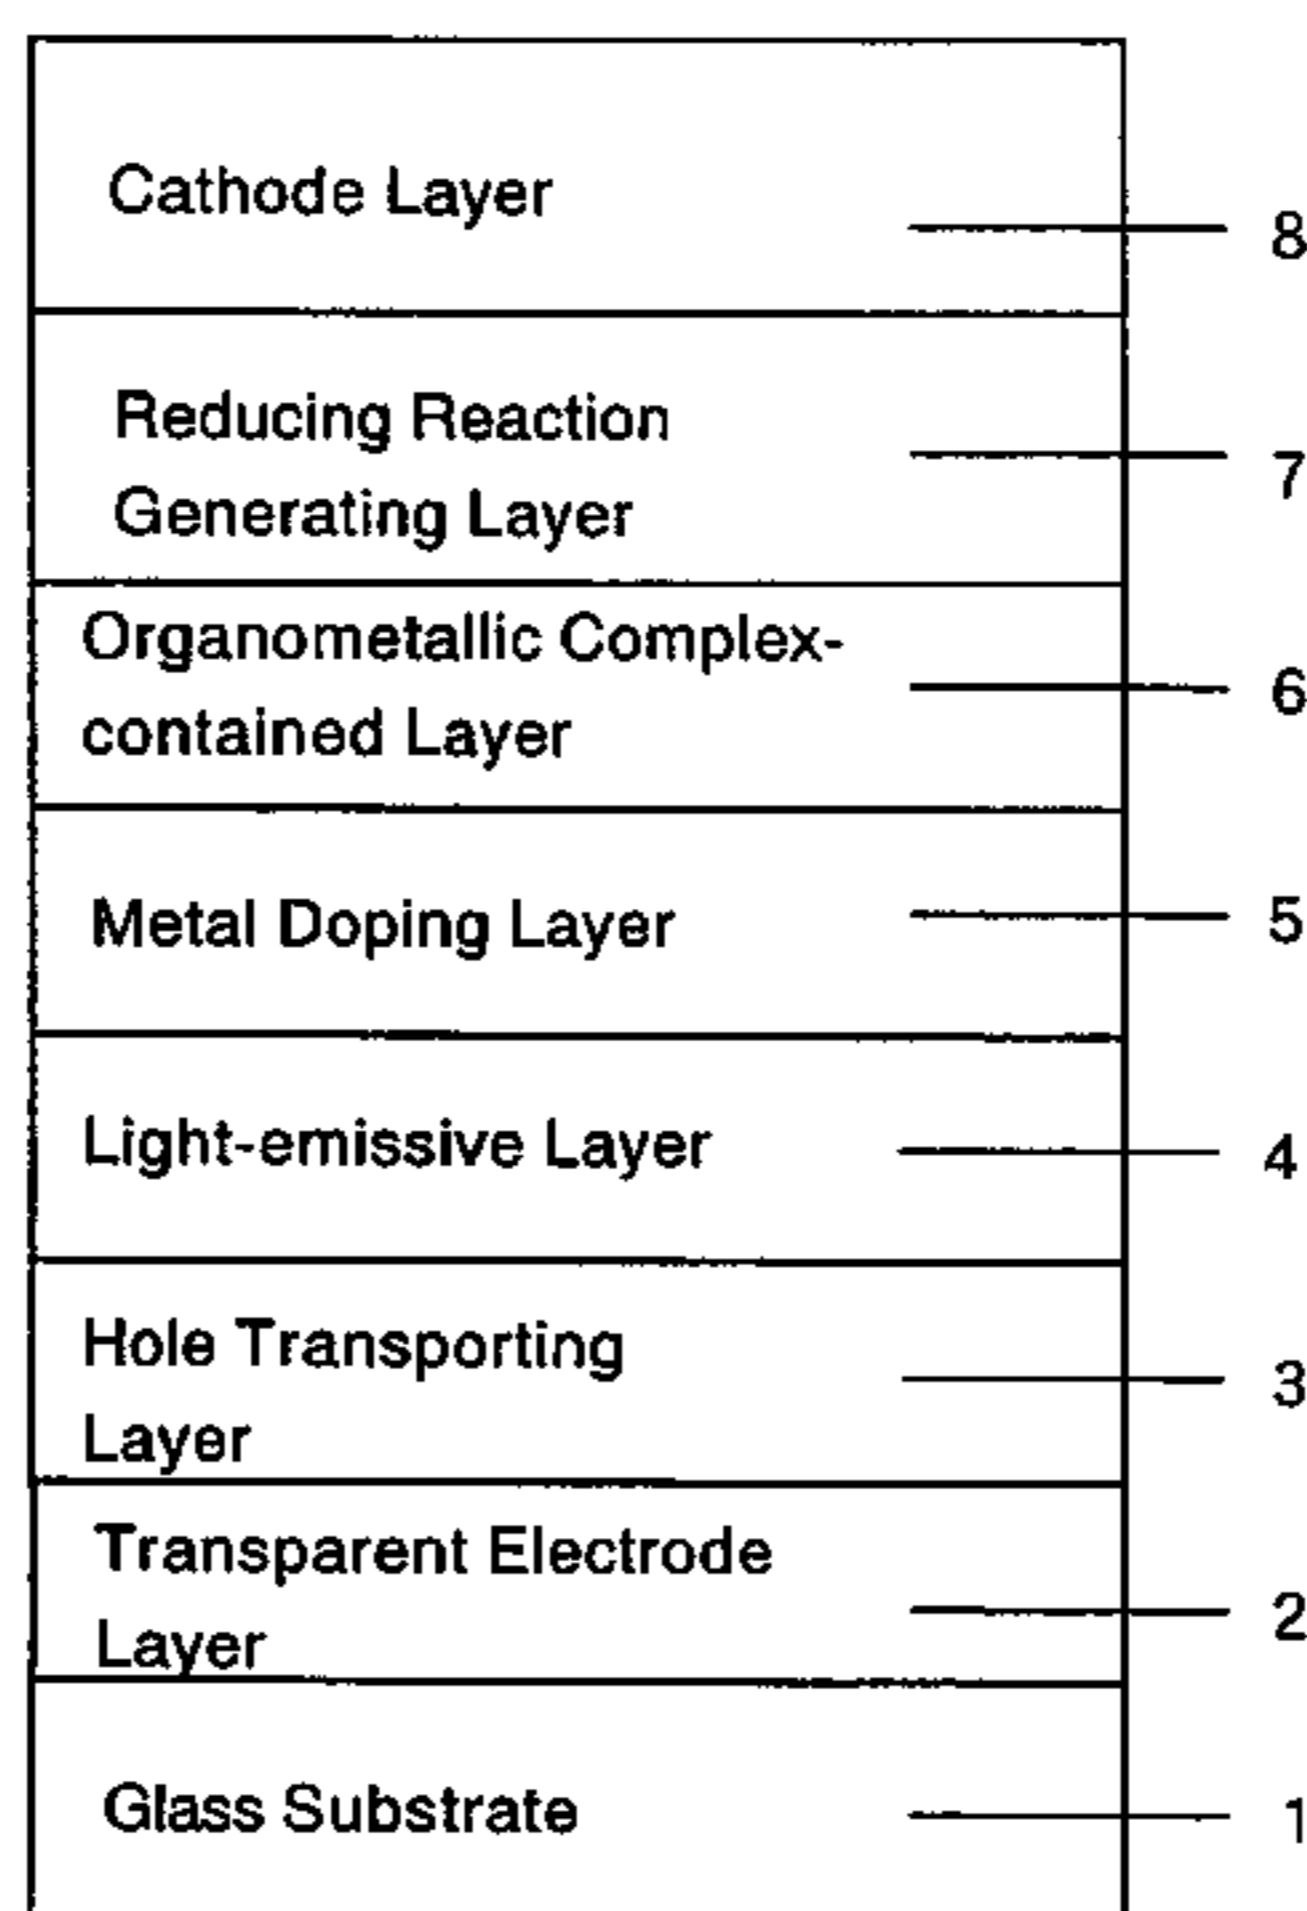 Cathode Layer
8
Reducing Reaction
Generating Layer
7
Organometallic Complex-
contained Layer
6
Metal Doping Layer
5
Light-emissive Layer
4
Hole Transporting
Layer
3
Transparent Electrode
Layer
2
Glass Substrate
1